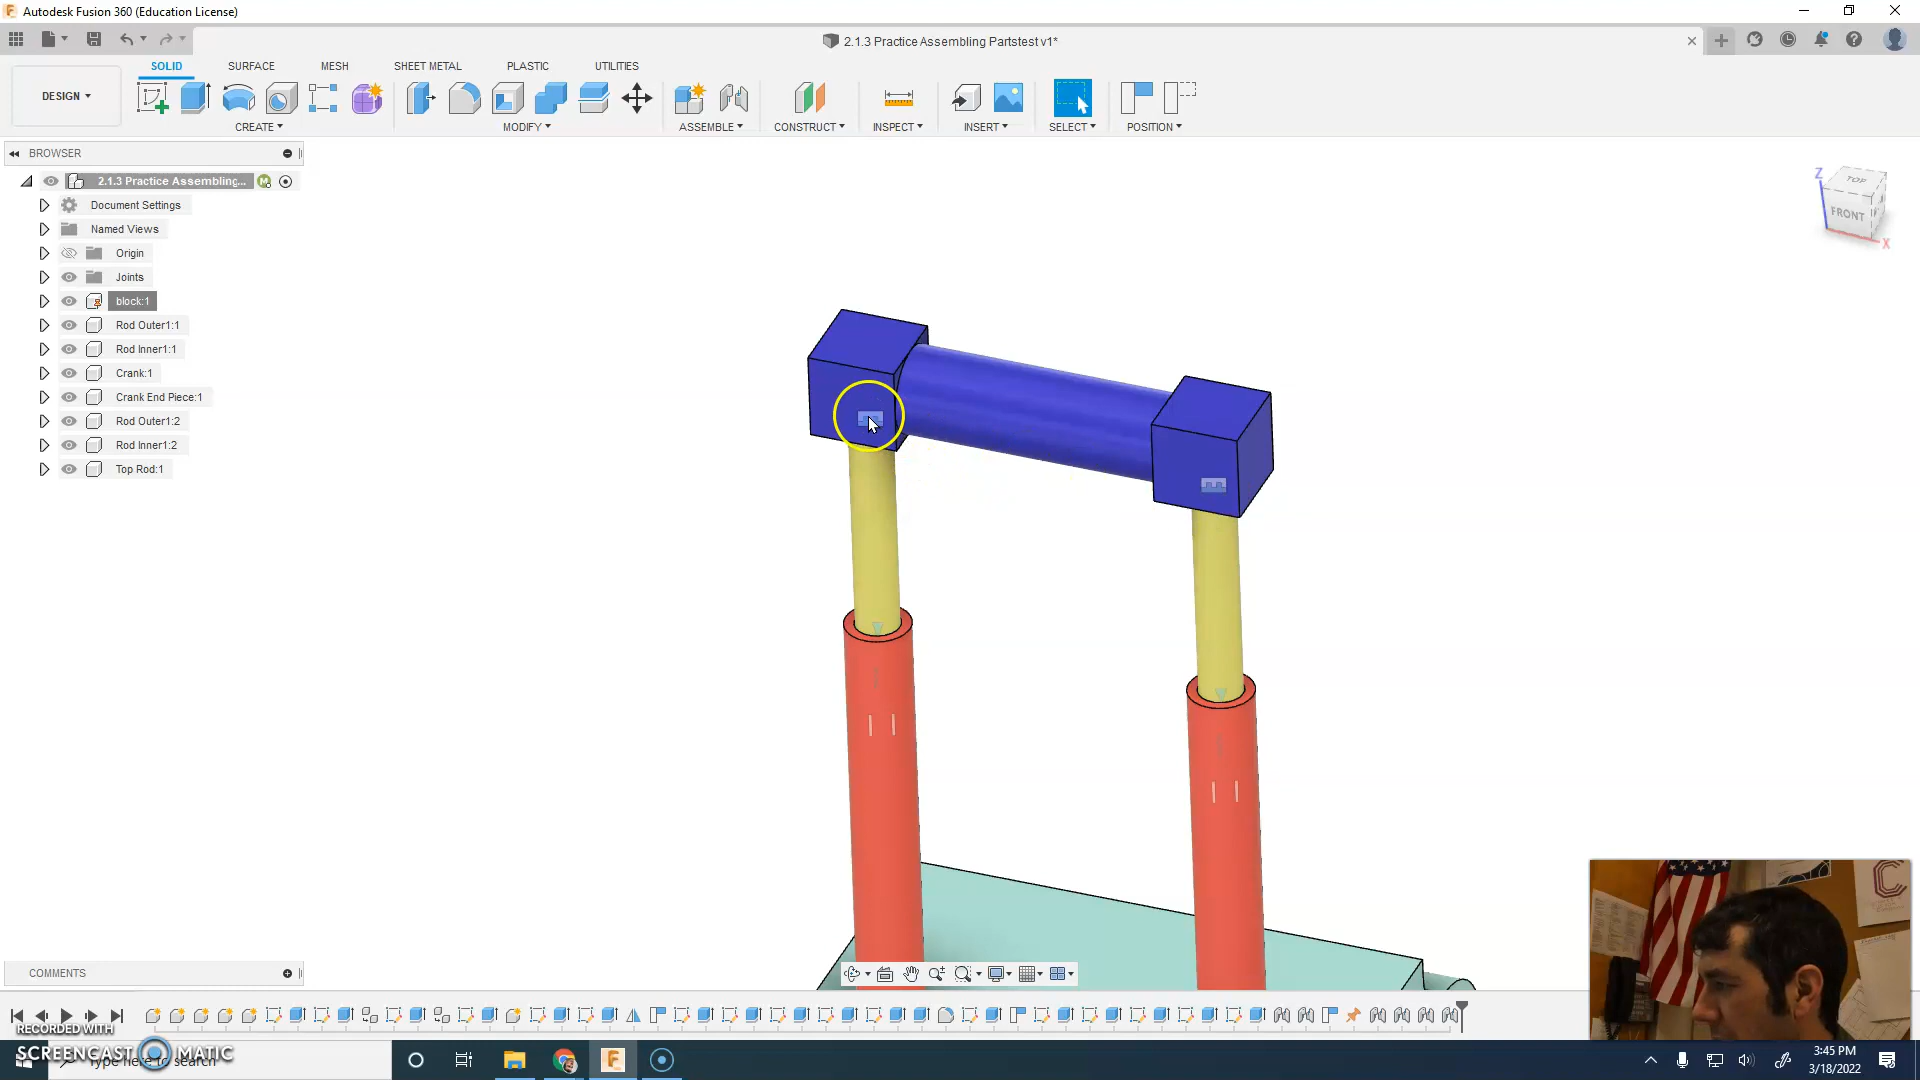 Autodesk Fusion 360 (Education License)
2.1.3 Practice Assembling Partstest v1*
SOLID SURFACE MESH SHEET METAL PLASTIC UTILITIES
DESIGN
CREATE MODIFY ASSEMBLE CONSTRUCT INSPECT INSERT SELECT POSITION
BROWSER
2.1.3 Practice Assembling...
Document Settings
Named Views
Origin
Joints
block:1
Rod Outer1:1
Rod Inner1:1
Crank:1
Crank End Piece:1
Rod Outer1:2
Rod Inner1:2
Top Rod:1
Z
TOP
FRONT
X
COMMENTS
RECORDED WITH
SCREENCAST MATIC
Type here to search
3:45 PM
3/18/2022